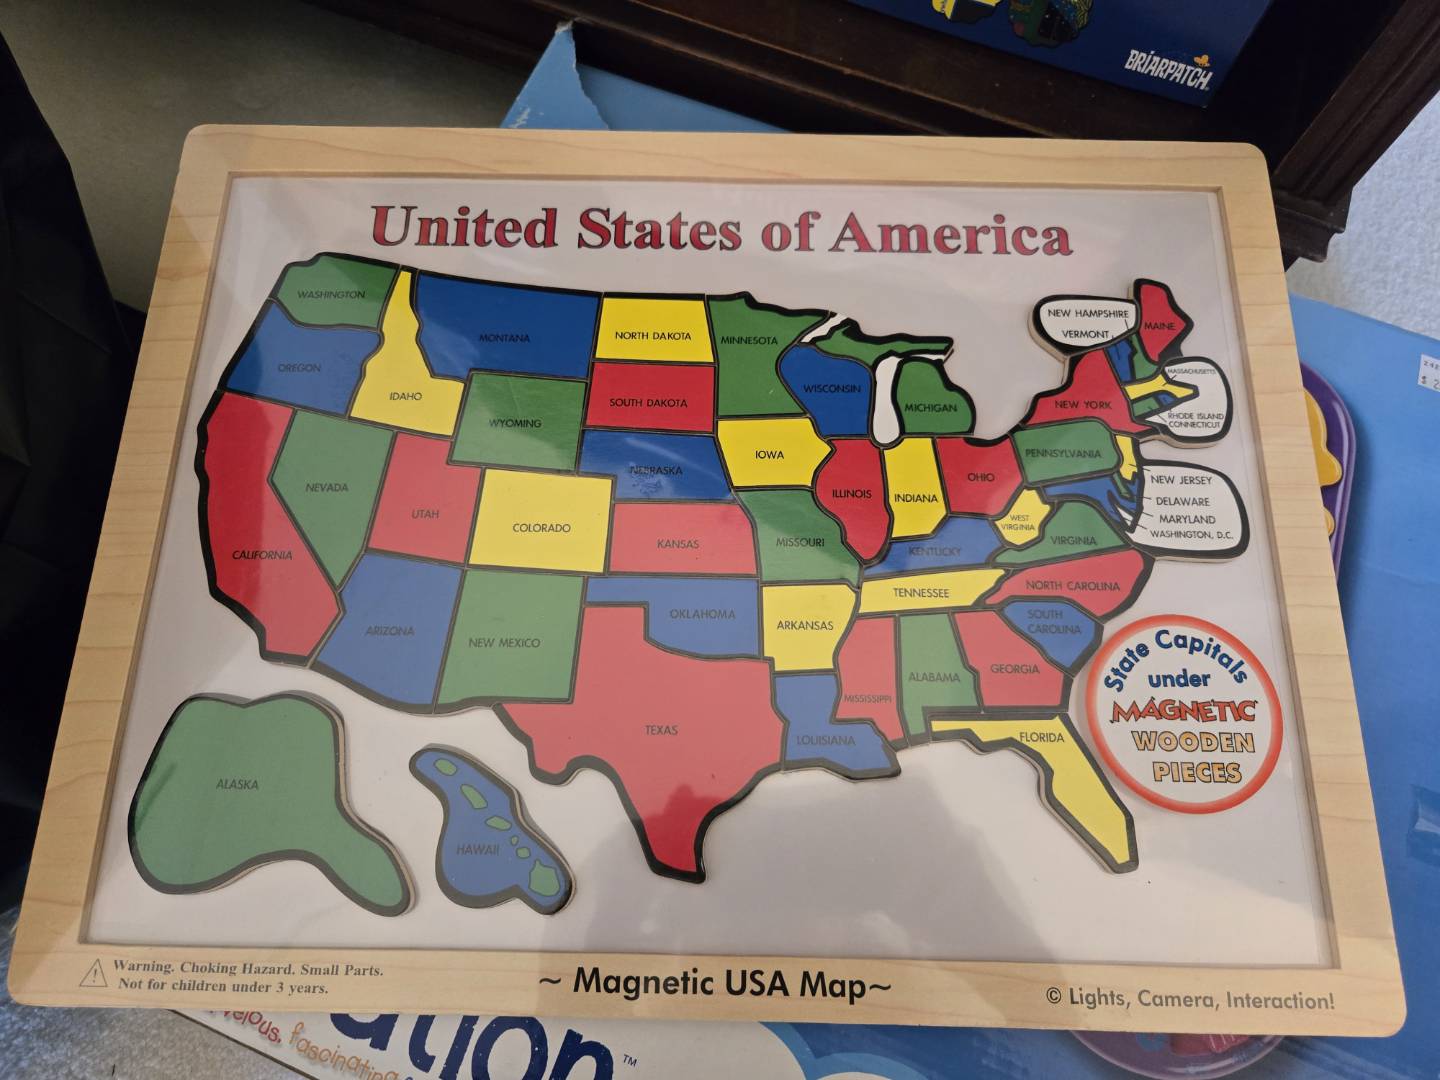 BRIARPATCH
United States of America
WASHINGTON
OREGON
IDAHO
MONTANA
NORTH DAKOTA
SOUTH DAKOTA
MINNESOTA
WISCONSIN
MICHIGAN
NEW HAMPSHIRE
VERMONT
MAINE
MASSACHUSETTS
RHODE ISLAND
CONNECTICUT
NEW YORK
PENNSYLVANIA
NEW JERSEY
DELAWARE
MARYLAND
WASHINGTON, D.C.
WYOMING
NEBRASKA
IOWA
ILLINOIS
INDIANA
OHIO
WEST
VIRGINIA
VIRGINIA
KENTUCKY
CALIFORNIA
NEVADA
UTAH
COLORADO
KANSAS
MISSOURI
TENNESSEE
NORTH CAROLINA
SOUTH
CAROLINA
ARIZONA
NEW MEXICO
OKLAHOMA
ARKANSAS
MISSISSIPPI
ALABAMA
GEORGIA
TEXAS
LOUISIANA
FLORIDA
ALASKA
HAWAII
State Capitals
under
MAGNETIC
WOODEN
PIECES
Warning. Choking Hazard. Small Parts.
Not for children under 3 years.
~ Magnetic USA Map~
© Lights, Camera, Interaction!
ation™